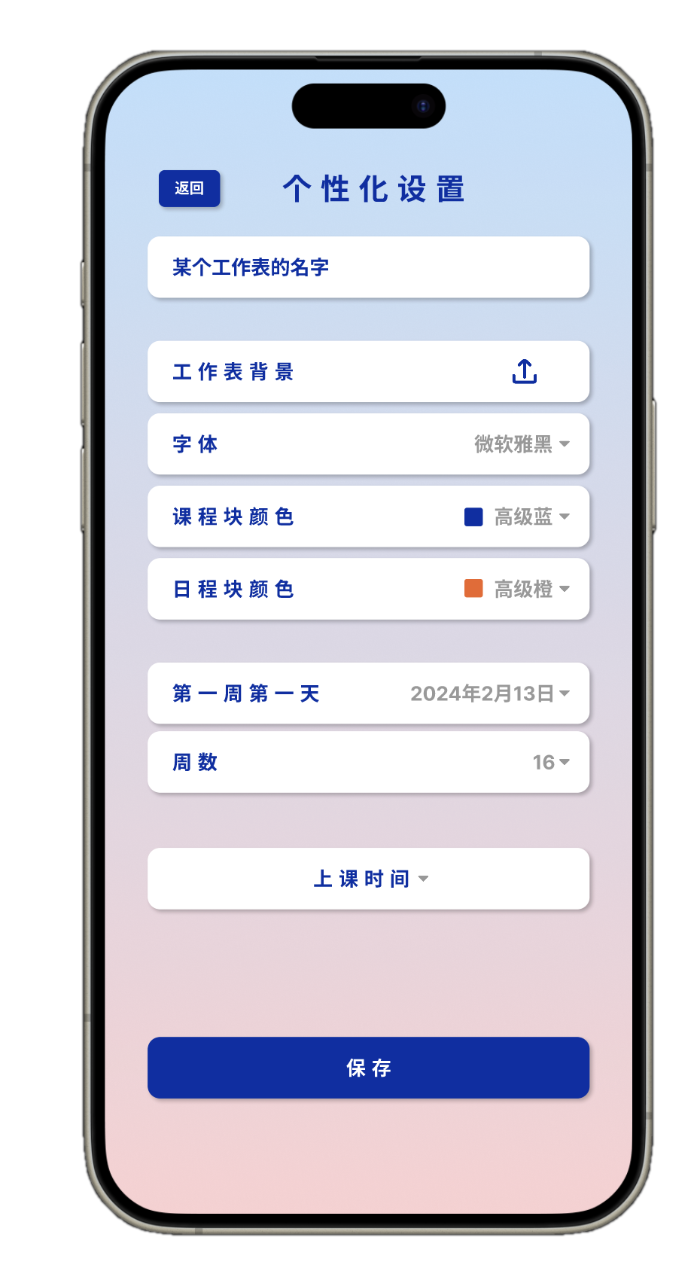 返回
个性化设置
某个工作表的名字
工作表背景
字体 微软雅黑
课程块颜色 高级蓝
日程块颜色 高级橙
第一周第一天 2024年2月13日
周数 16
上课时间
保存